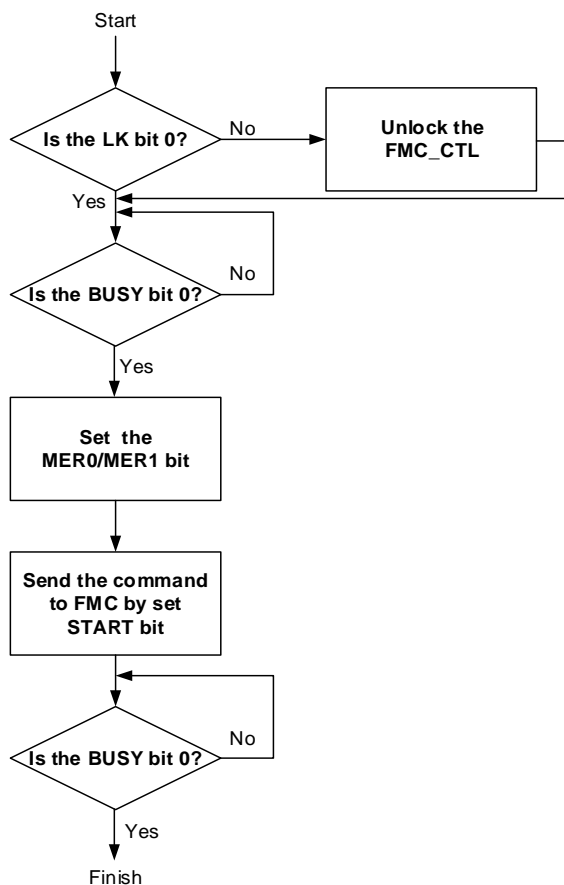 Start
Is the LK bit 0?
No
Unlock the
FMC_CTL
Yes
No
Is the BUSY bit 0?
Yes
Set the
MER0/MER1 bit
Send the command
to FMC by set
START bit
No
Is the BUSY bit 0?
Yes
Finish